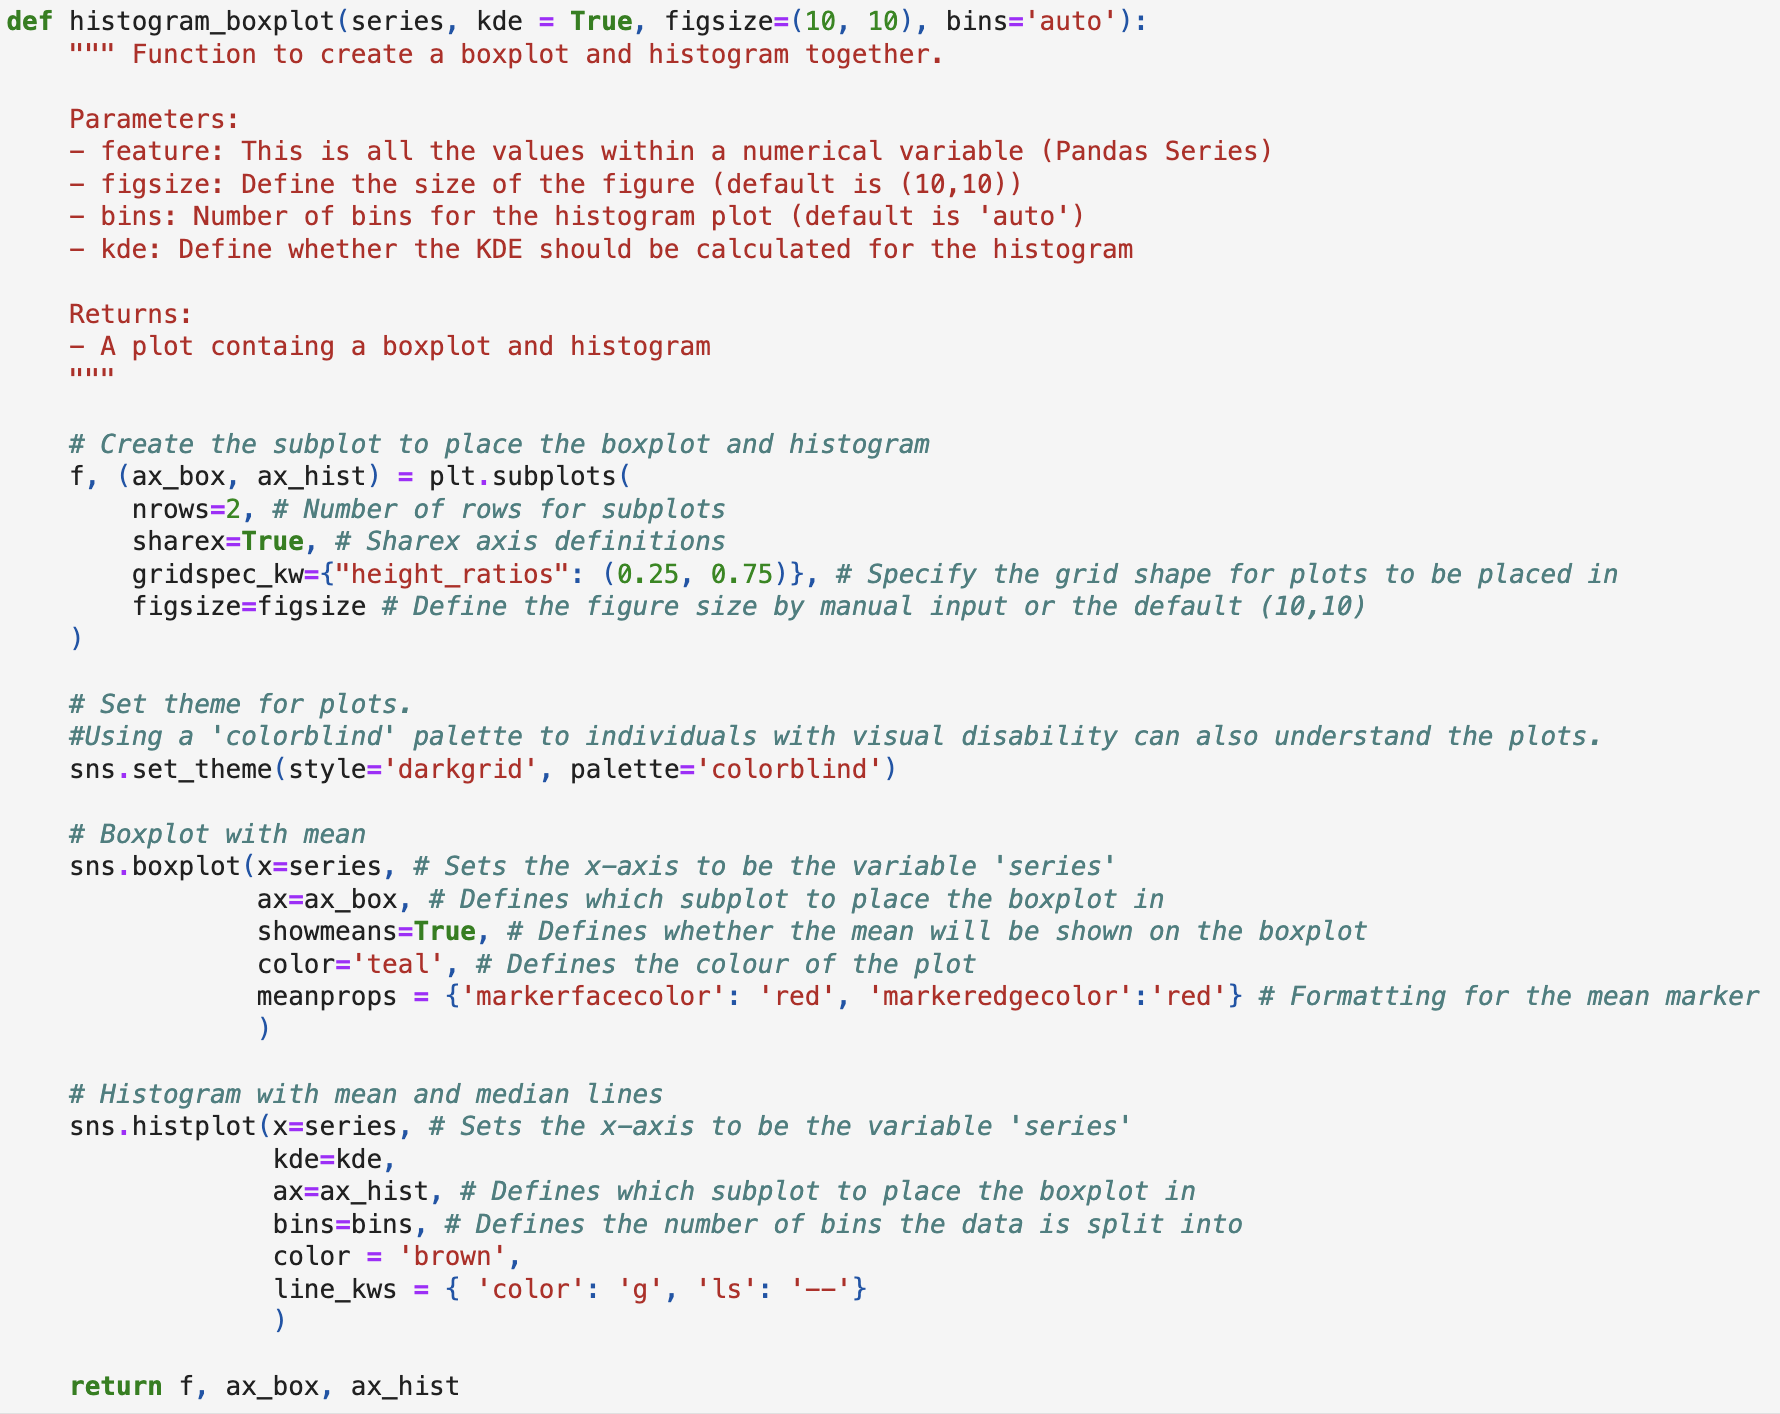 def histogram_boxplot(series, kde = True, figsize=(10, 10), bins='auto'):
    """ Function to create a boxplot and histogram together.

    Parameters:
    - feature: This is all the values within a numerical variable (Pandas Series)
    - figsize: Define the size of the figure (default is (10,10))
    - bins: Number of bins for the histogram plot (default is 'auto')
    - kde: Define whether the KDE should be calculated for the histogram

    Returns:
    - A plot containg a boxplot and histogram
    """

    # Create the subplot to place the boxplot and histogram
    f, (ax_box, ax_hist) = plt.subplots(
        nrows=2, # Number of rows for subplots
        sharex=True, # Sharex axis definitions
        gridspec_kw={"height_ratios": (0.25, 0.75)}, # Specify the grid shape for plots to be placed in
        figsize=figsize # Define the figure size by manual input or the default (10,10)
    )

    # Set theme for plots.
    #Using a 'colorblind' palette to individuals with visual disability can also understand the plots.
    sns.set_theme(style='darkgrid', palette='colorblind')

    # Boxplot with mean
    sns.boxplot(x=series, # Sets the x-axis to be the variable 'series'
                ax=ax_box, # Defines which subplot to place the boxplot in
                showmeans=True, # Defines whether the mean will be shown on the boxplot
                color='teal', # Defines the colour of the plot
                meanprops = {'markerfacecolor': 'red', 'markeredgecolor':'red'} # Formatting for the mean marker
                )

    # Histogram with mean and median lines
    sns.histplot(x=series, # Sets the x-axis to be the variable 'series'
                 kde=kde,
                 ax=ax_hist, # Defines which subplot to place the boxplot in
                 bins=bins, # Defines the number of bins the data is split into
                 color = 'brown',
                 line_kws = { 'color': 'g', 'ls': '--'}
                 )

    return f, ax_box, ax_hist